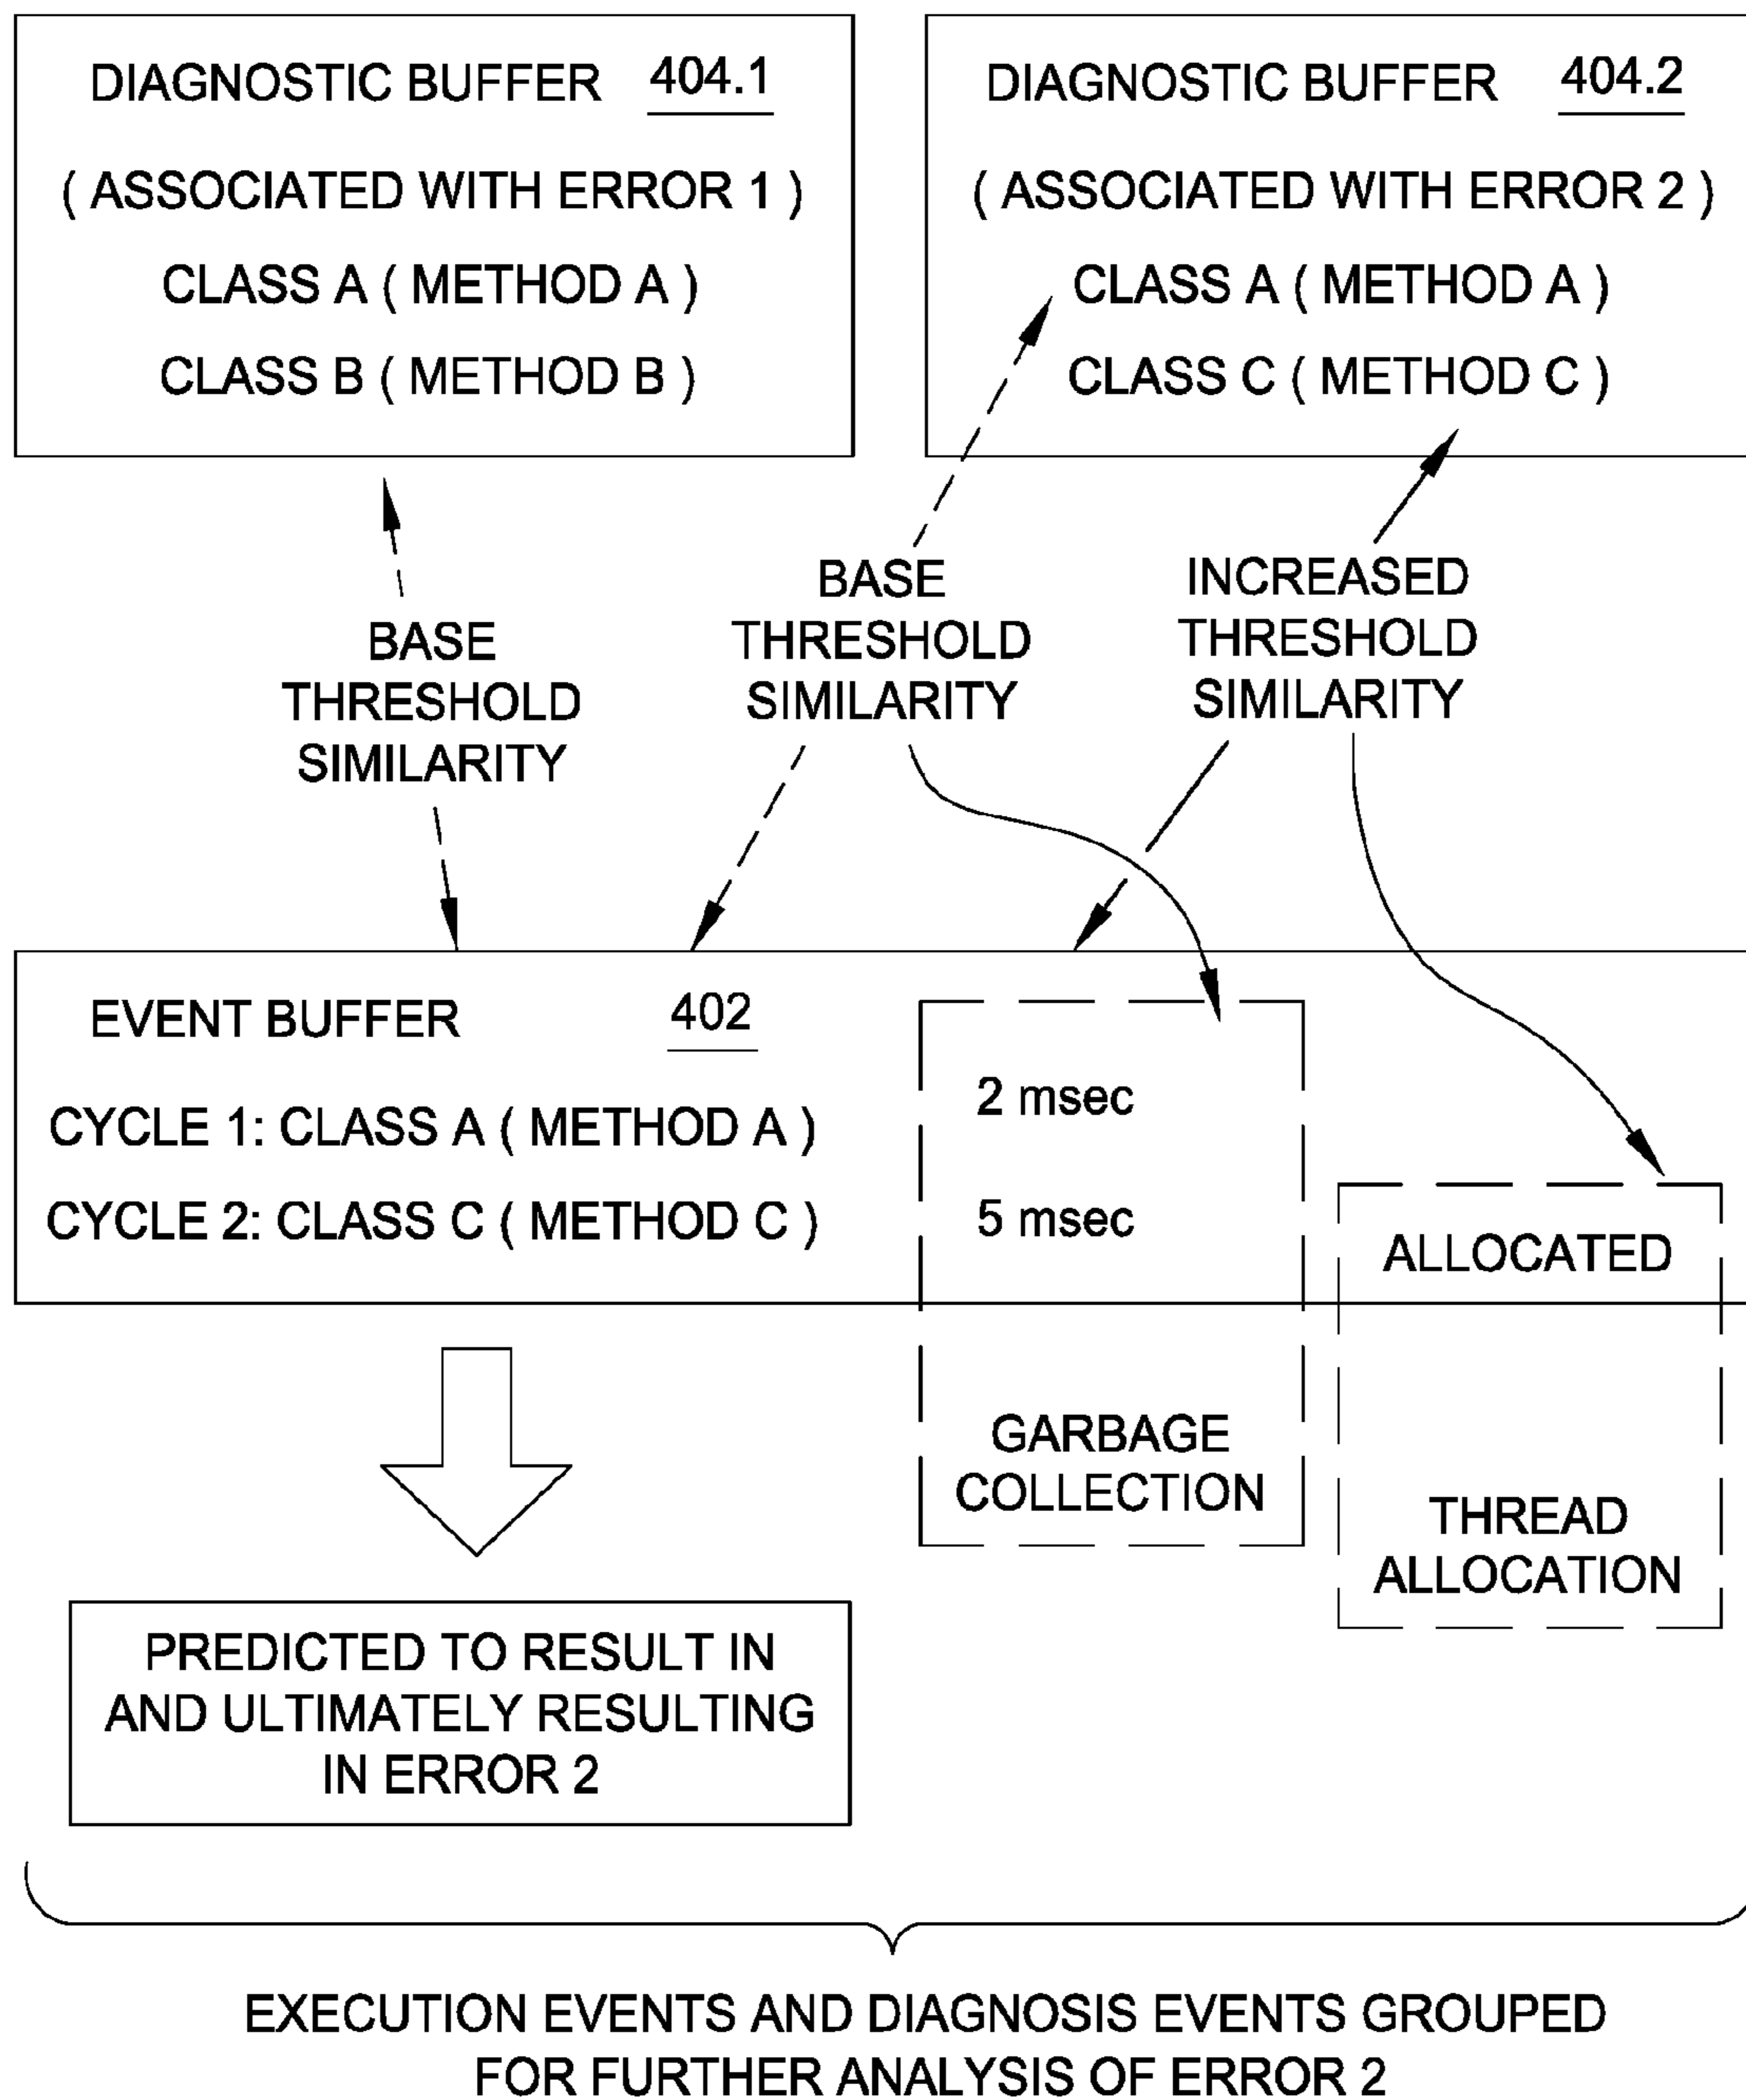 DIAGNOSTIC BUFFER 404.1
( ASSOCIATED WITH ERROR 1 )
CLASS A ( METHOD A )
CLASS B ( METHOD B )
DIAGNOSTIC BUFFER 404.2
( ASSOCIATED WITH ERROR 2 )
CLASS A ( METHOD A )
CLASS C ( METHOD C )
BASE
THRESHOLD
SIMILARITY
BASE
THRESHOLD
SIMILARITY
INCREASED
THRESHOLD
SIMILARITY
EVENT BUFFER 402
CYCLE 1: CLASS A ( METHOD A )
CYCLE 2: CLASS C ( METHOD C )
2 msec
5 msec
GARBAGE
COLLECTION
ALLOCATED
THREAD
ALLOCATION
PREDICTED TO RESULT IN
AND ULTIMATELY RESULTING
IN ERROR 2
EXECUTION EVENTS AND DIAGNOSIS EVENTS GROUPED
FOR FURTHER ANALYSIS OF ERROR 2